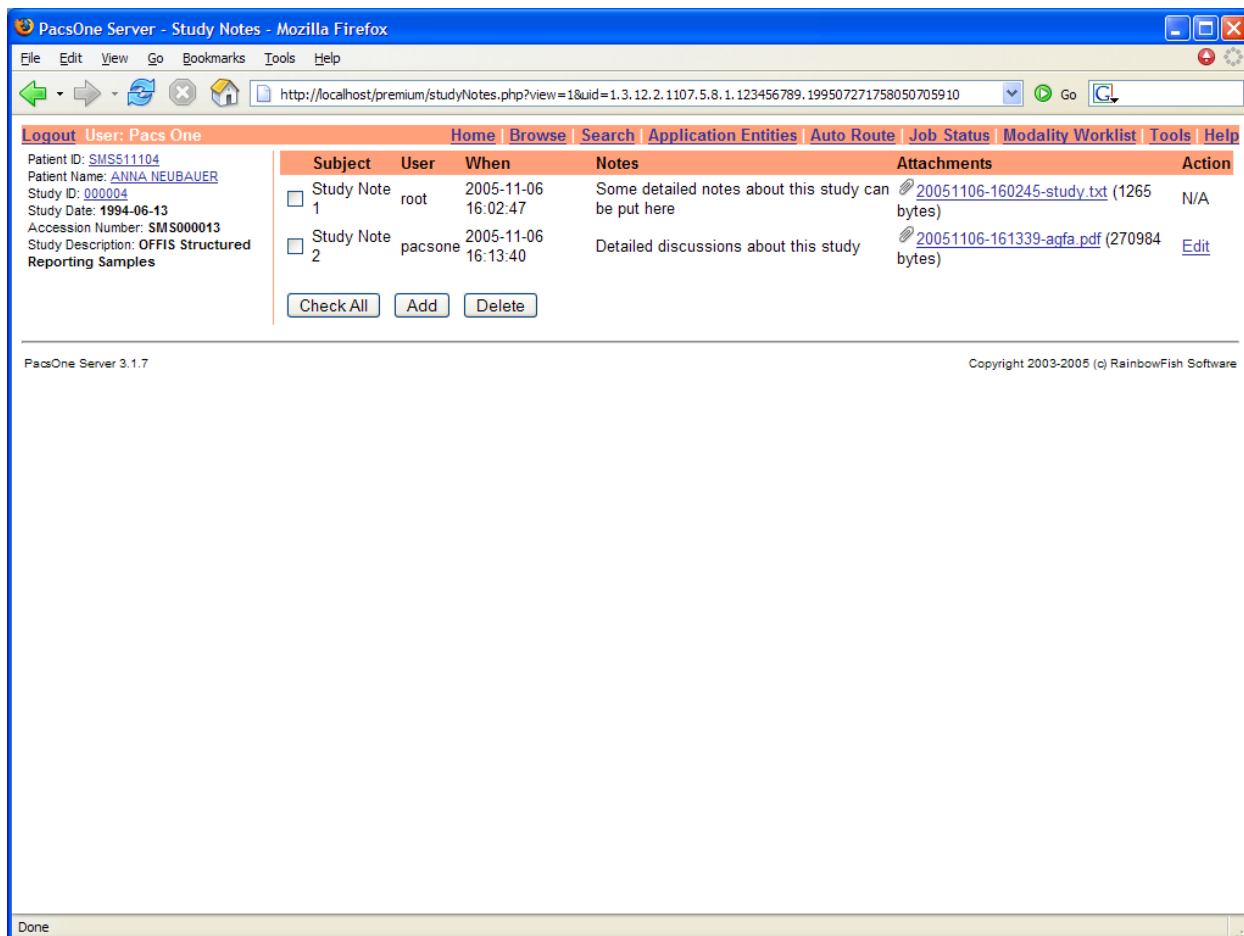 PacsOne Server - Study Notes - Mozilla Firefox
File Edit View Go Bookmarks Tools Help
http://localhost/premium/studyNotes.php?view=1&uid=1.3.12.2.1107.5.8.1.123456789.199507271758050705910 Go G
Logout User: Pacs One Home | Browse | Search | Application Entities | Auto Route | Job Status | Modality Worklist | Tools | Help
Patient ID: SMS511104
Patient Name: ANNA NEUBAUER
Study ID: 000004
Study Date: 1994-06-13
Accession Number: SMS000013
Study Description: OFFIS Structured
Reporting Samples
Subject User When Notes Attachments Action
Study Note root 2005-11-06 Some detailed notes about this study can 20051106-160245-study.txt (1265 N/A
1 16:02:47 be put here bytes)
Study Note pacsone 2005-11-06 Detailed discussions about this study 20051106-161339-agfa.pdf (270984 Edit
2 16:13:40 bytes)
Check All Add Delete
PacsOne Server 3.1.7 Copyright 2003-2005 (c) RainbowFish Software
Done